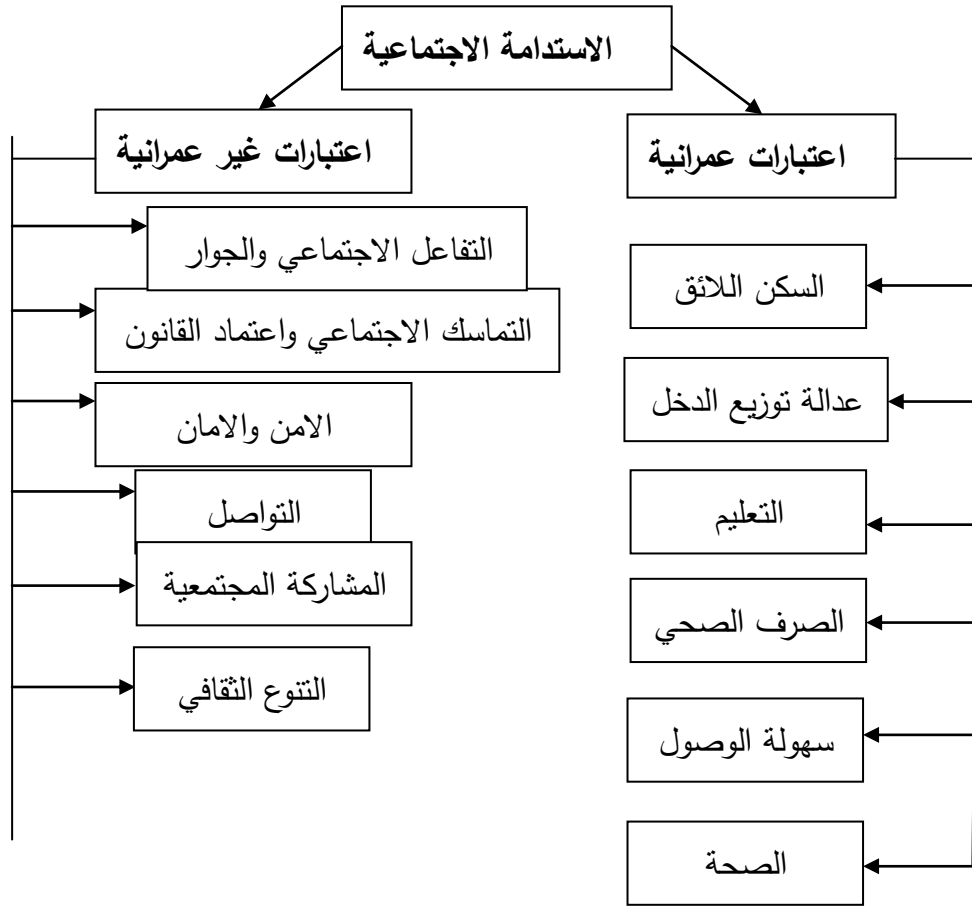 الاستدامة الاجتماعية
اعتبارات عمرانية
السكن اللائق
عدالة توزيع الدخل
التعليم
الصرف الصحي
سهولة الوصول
الصحة
اعتبارات غير عمرانية
التفاعل الاجتماعي والجوار
التماسك الاجتماعي واعتماد القانون
الامن والامان
التواصل
المشاركة المجتمعية
التنوع الثقافي